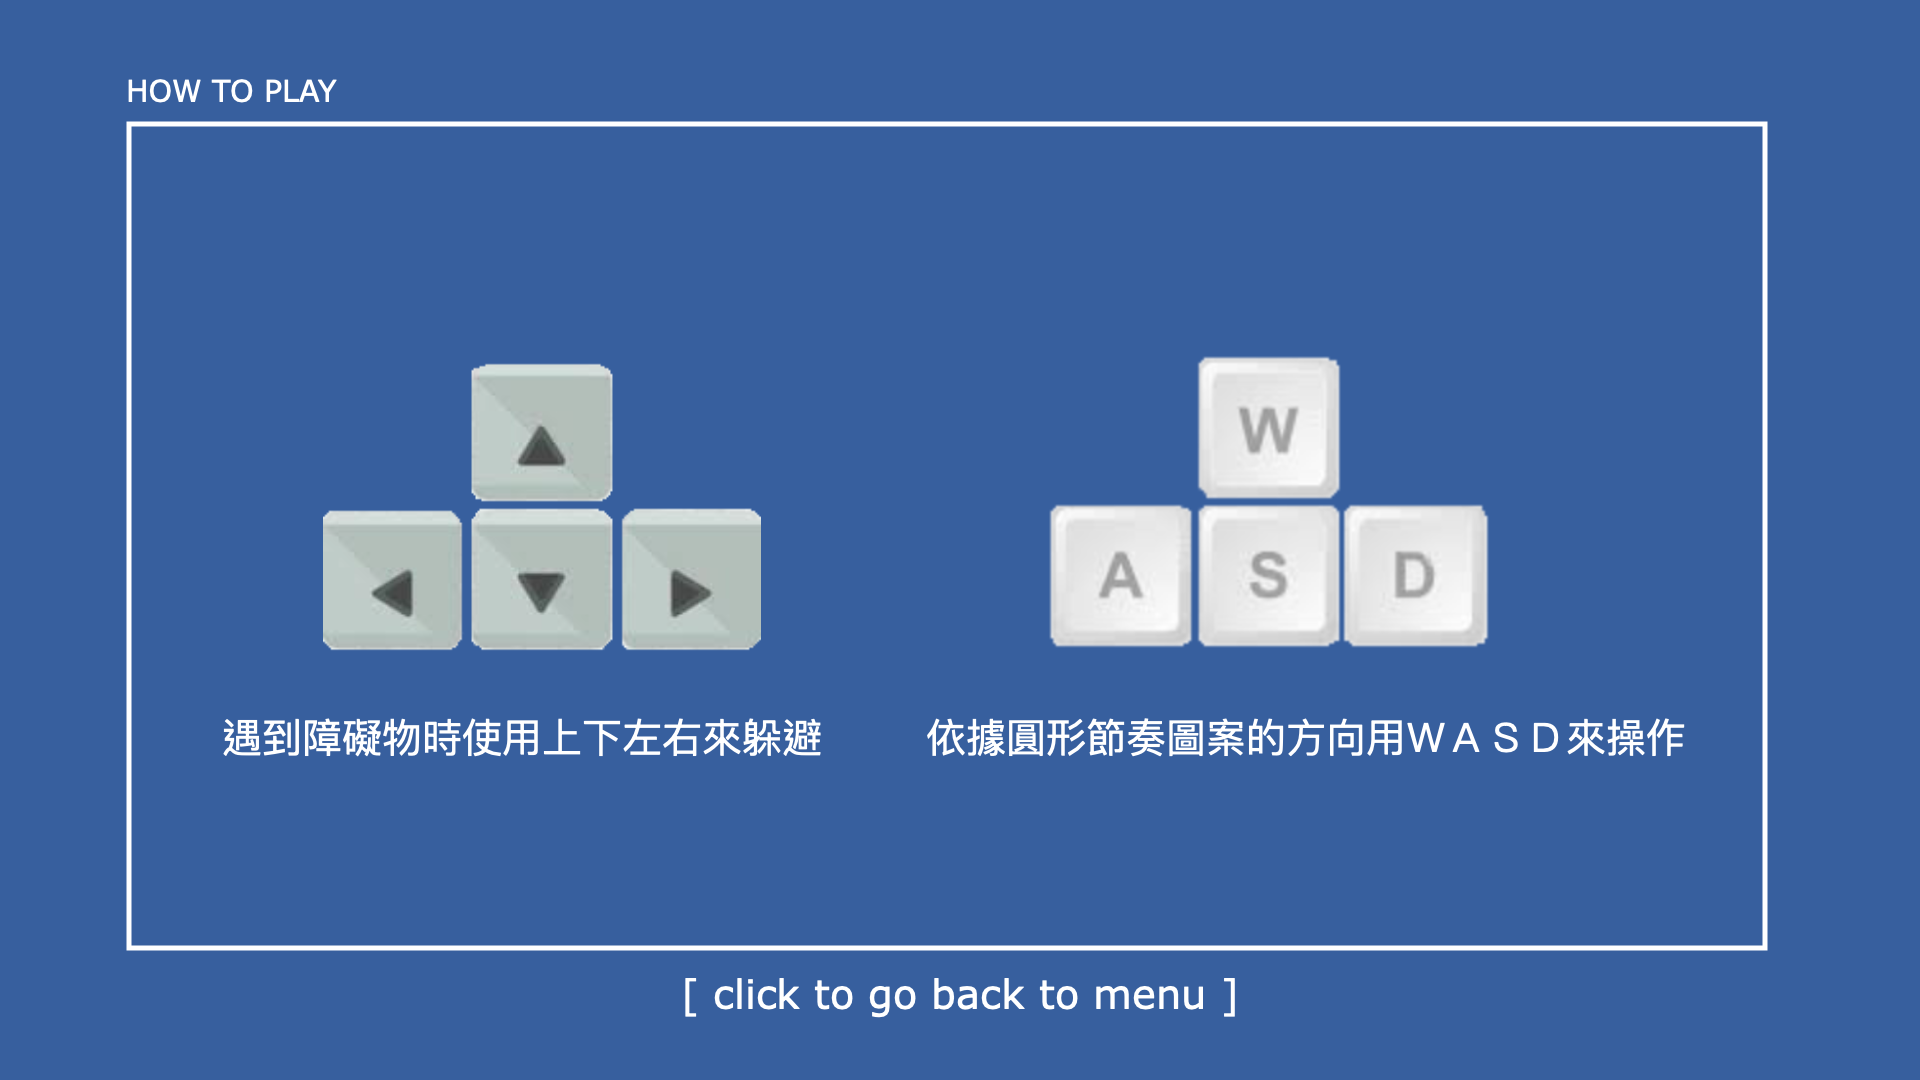 HOW TO PLAY
W
A S D
遇到障礙物時使用上下左右來躲避
依據圓形節奏圖案的方向用ＷＡＳＤ來操作
[ click to go back to menu ]